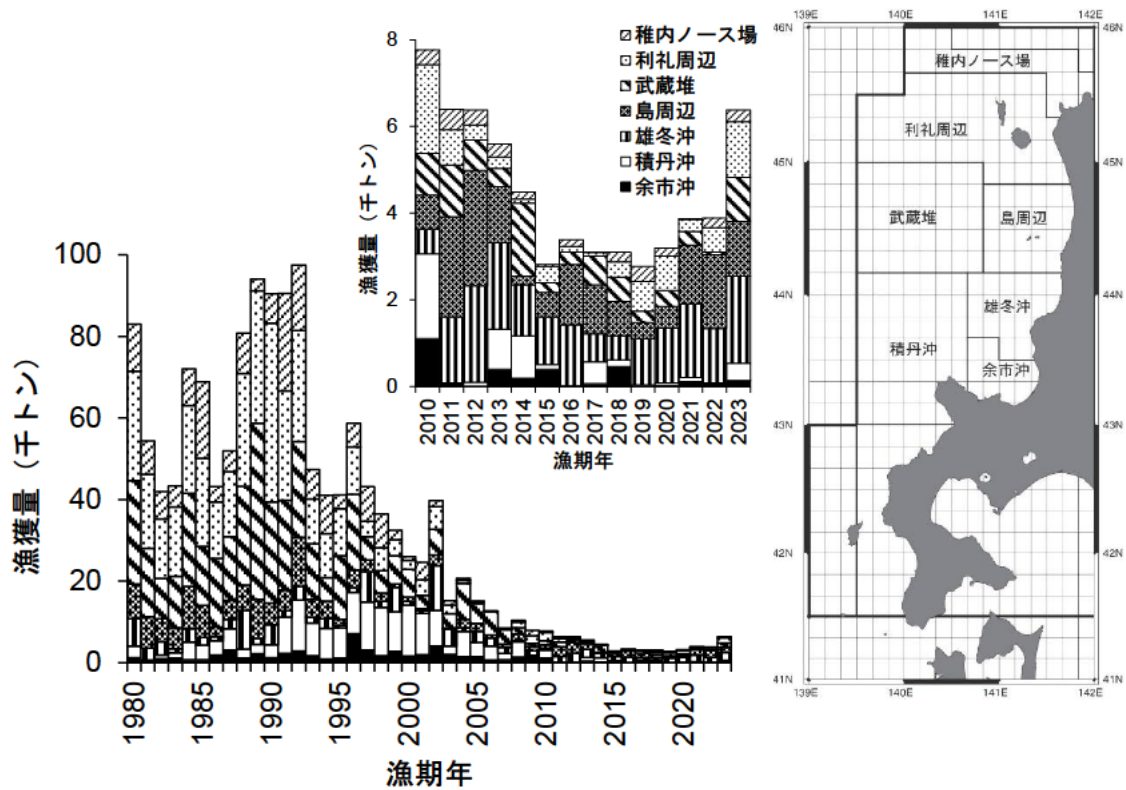 8
6
4
2
0
漁獲量（千トン）
稚内ノース場
利礼周辺
武蔵堆
島周辺
雄冬沖
積丹沖
余市沖
2010
2011
2012
2013
2014
2015
2016
2017
2018
2019
2020
2021
2022
2023
漁期年
100
80
60
40
20
0
漁獲量（千トン）
1980
1985
1990
1995
2000
2005
2010
2015
2020
漁期年
139E 140E 141E 142E
46N 46N
稚内ノース場
利礼周辺
45N 45N
武蔵堆 島周辺
44N 44N
雄冬沖
積丹沖
余市沖
43N 43N
42N 42N
41N 41N
139E 140E 141E 142E